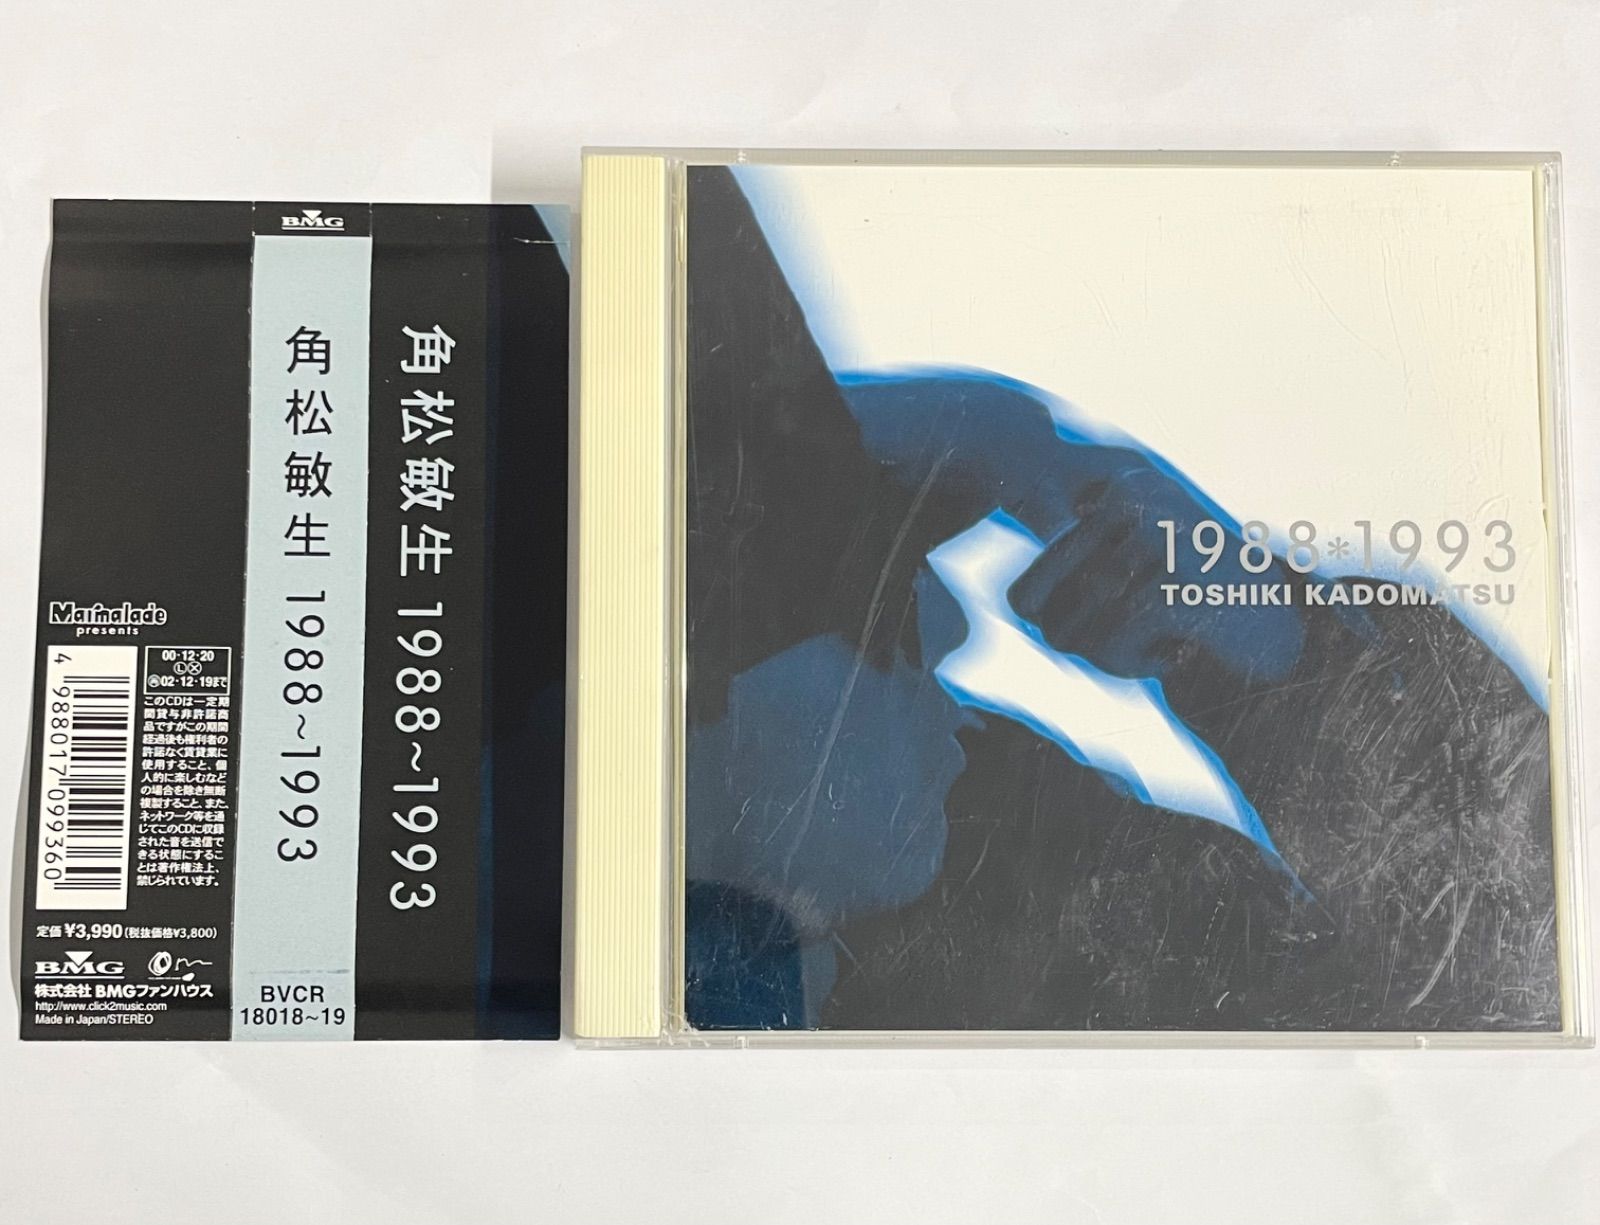 BMG
角松敏生 1988~1993
角松敏生 1988~1993
Marmalade
presents
4 988017 099360
00・12・20
Ⓛ Ⓧ
02・12・19まで
このCDは一定期
間貸与非許諾商
品ですがこの期間
経過後も権利者の
許諾なく賃貸業に
使用すること、個
人的に楽しむなど
の場合を除き無断
複製すること、また、
ネットワーク等を通
じてこのCDに収録
された音を送信で
きる状態にするこ
とは著作権法上、
禁じられています。
定価 ¥3,990 (税抜価格¥3,800)
BMG
株式会社 BMGファンハウス
http://www.click2music.com
Made in Japan/STEREO
BVCR
18018~19
1988*1993
TOSHIKI KADOMATSU